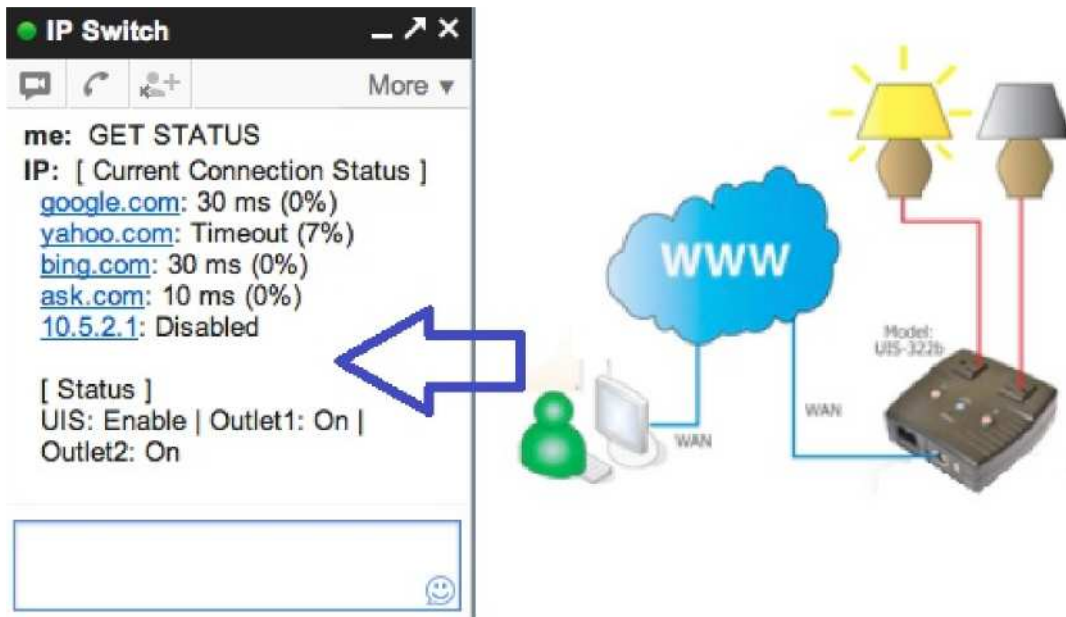 IP Switch
More
me: GET STATUS
IP: [ Current Connection Status ]
google.com: 30 ms (0%)
yahoo.com: Timeout (7%)
bing.com: 30 ms (0%)
ask.com: 10 ms (0%)
10.5.2.1: Disabled
[ Status ]
UIS: Enable | Outlet1: On |
Outlet2: On
WWW
Model:
UIS-322b
WAN
WAN